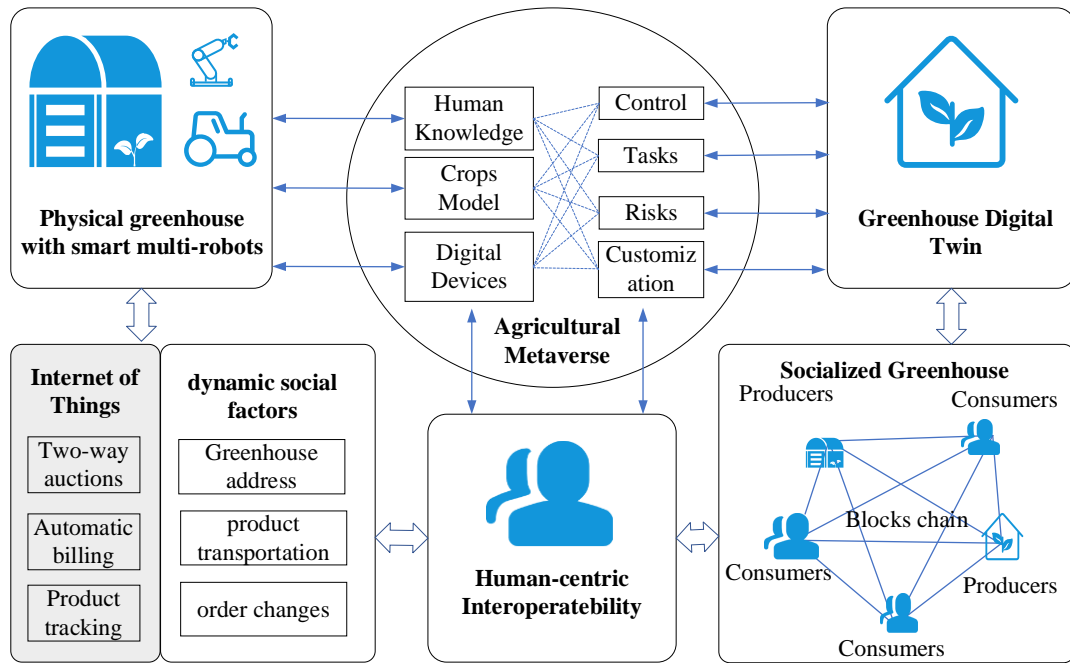 Physical greenhouse
with smart multi-robots
Human
Knowledge
Crops
Model
Digital
Devices
Control
Tasks
Risks
Customiz
ation
Agricultural
Metaverse
Greenhouse Digital
Twin
Internet of
Things
Two-way
auctions
Automatic
billing
Product
tracking
dynamic social
factors
Greenhouse
address
product
transportation
order changes
Human-centric
Interoperatebility
Socialized Greenhouse
Producers
Consumers
Blocks chain
Consumers
Producers
Consumers